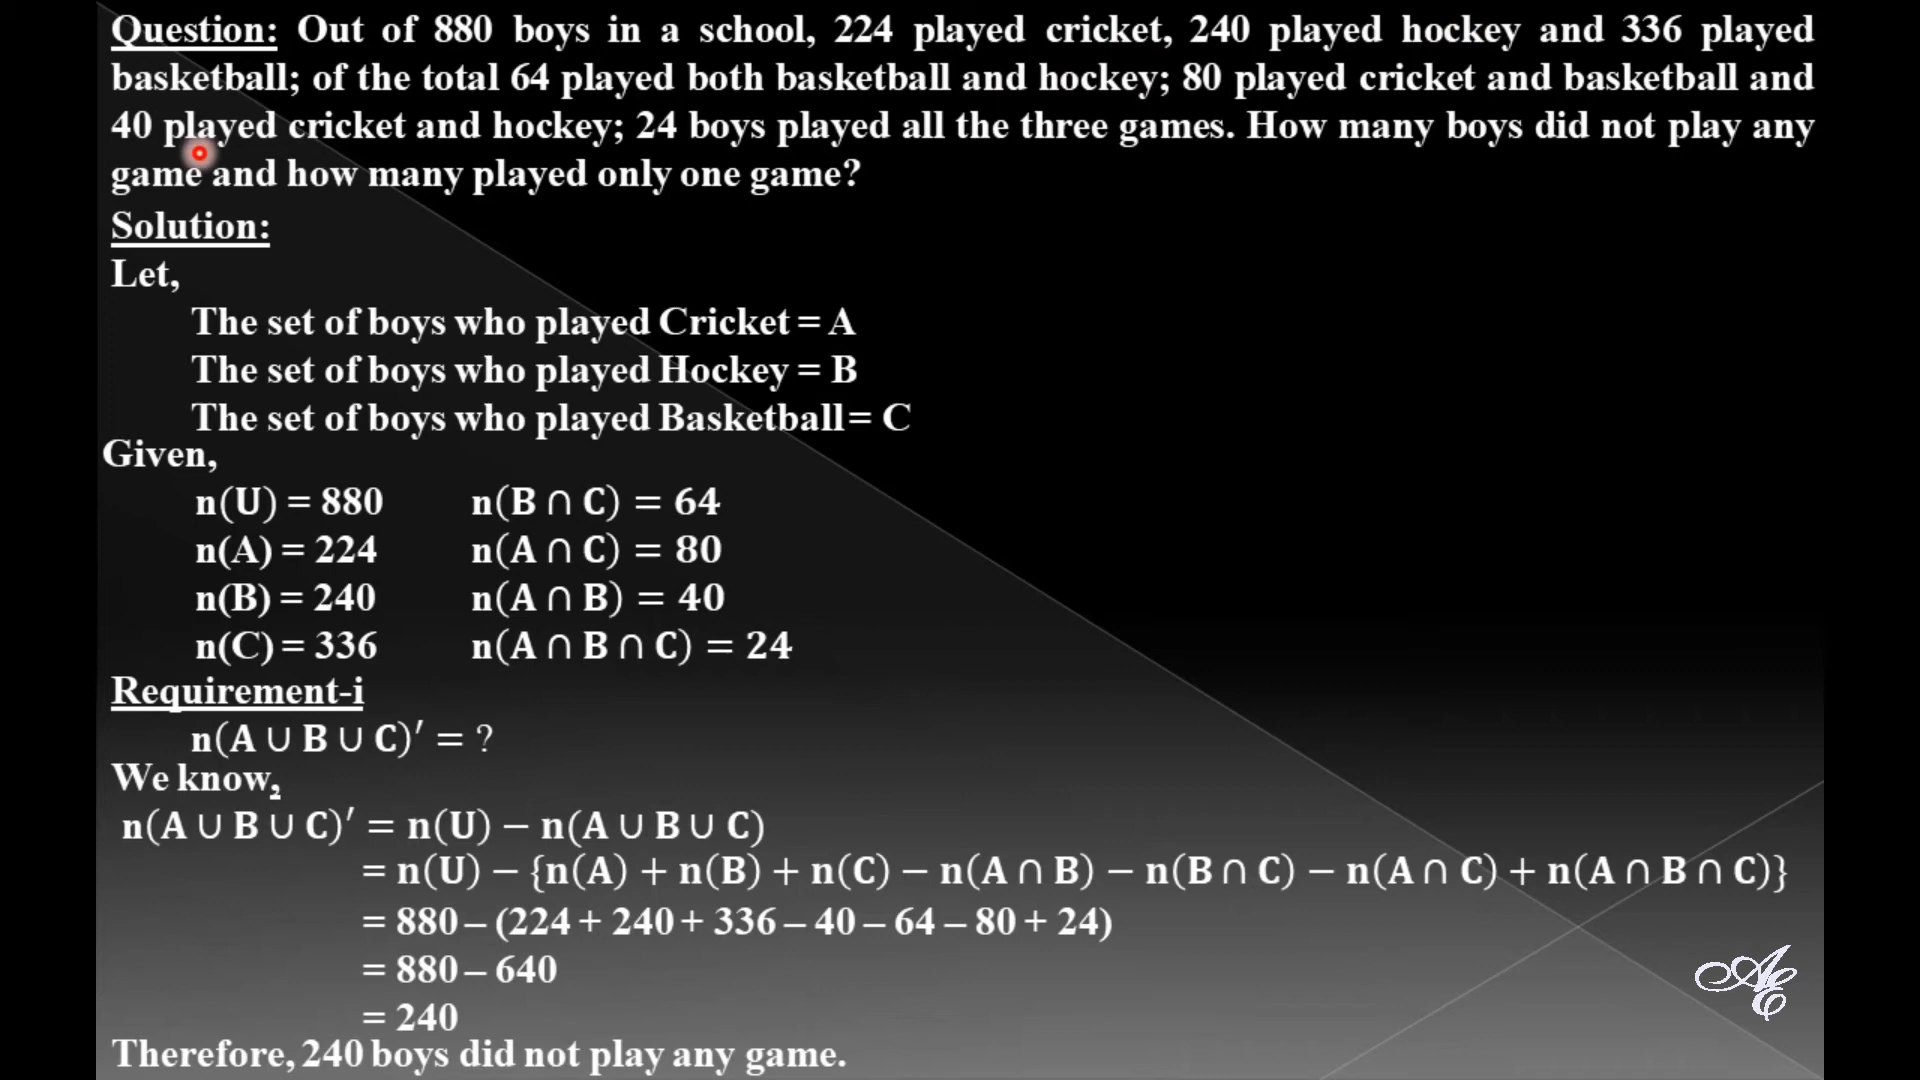 Question: Out of 880 boys in a school, 224 played cricket, 240 played hockey and 336 played
basketball; of the total 64 played both basketball and hockey; 80 played cricket and basketball and
40 played cricket and hockey; 24 boys played all the three games. How many boys did not play any
game and how many played only one game?
Solution:
Let,
The set of boys who played Cricket = A
The set of boys who played Hockey = B
The set of boys who played Basketball= C
Given,
n(U) = 880 n(B ∩ C) = 64
n(A) = 224 n(A ∩ C) = 80
n(B) = 240 n(A ∩ B) = 40
n(C) = 336 n(A ∩ B ∩ C) = 24
Requirement-i
n(A ∪ B ∪ C)′ = ?
We know,
n(A ∪ B ∪ C)′ = n(U) − n(A ∪ B ∪ C)
= n(U) − {n(A) + n(B) + n(C) − n(A ∩ B) − n(B ∩ C) − n(A ∩ C) + n(A ∩ B ∩ C)}
= 880 – (224 + 240 + 336 – 40 – 64 – 80 + 24)
= 880 – 640
= 240
Therefore, 240 boys did not play any game.